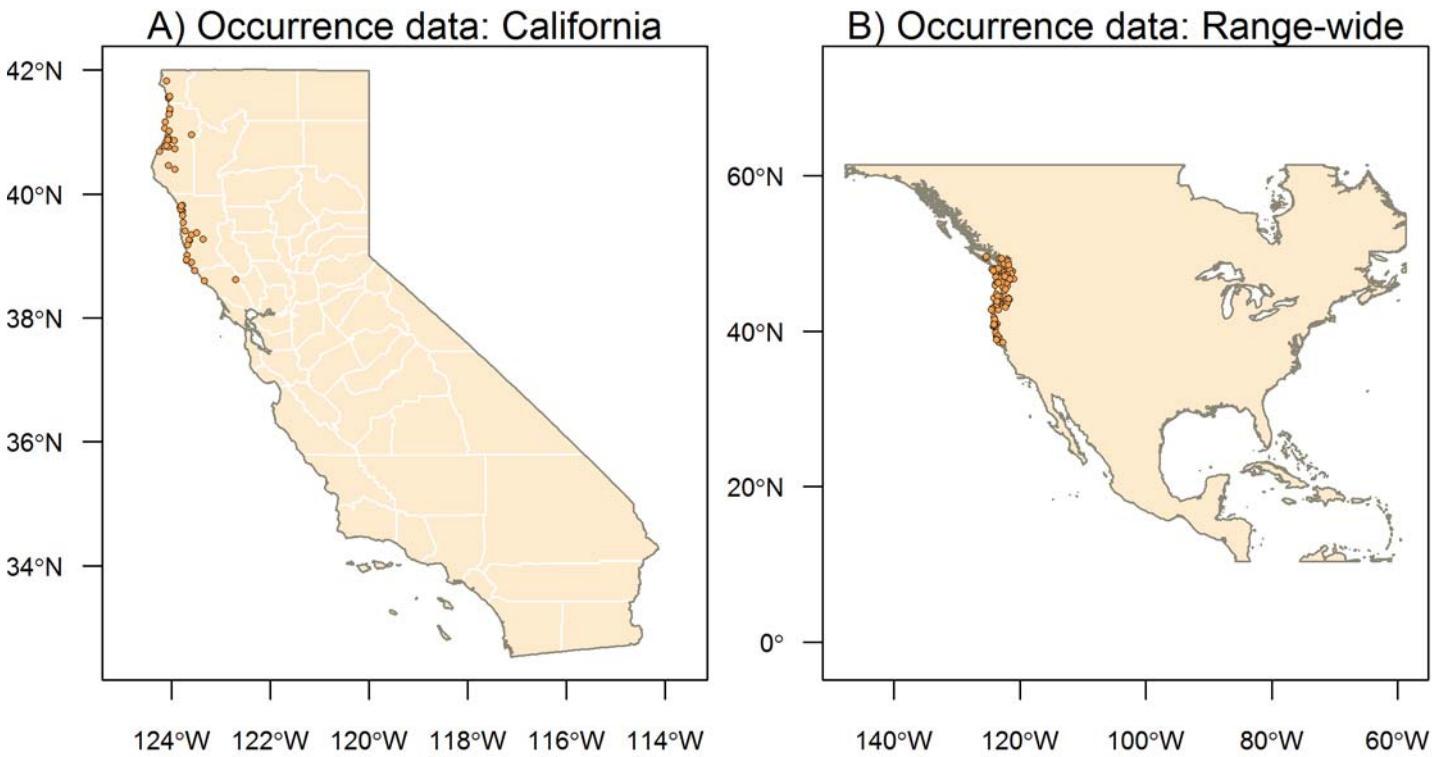 A) Occurrence data: California
42°N
40°N
38°N
36°N
34°N
124°W 122°W 120°W 118°W 116°W 114°W
B) Occurrence data: Range-wide
60°N
40°N
20°N
0°
140°W 120°W 100°W 80°W 60°W